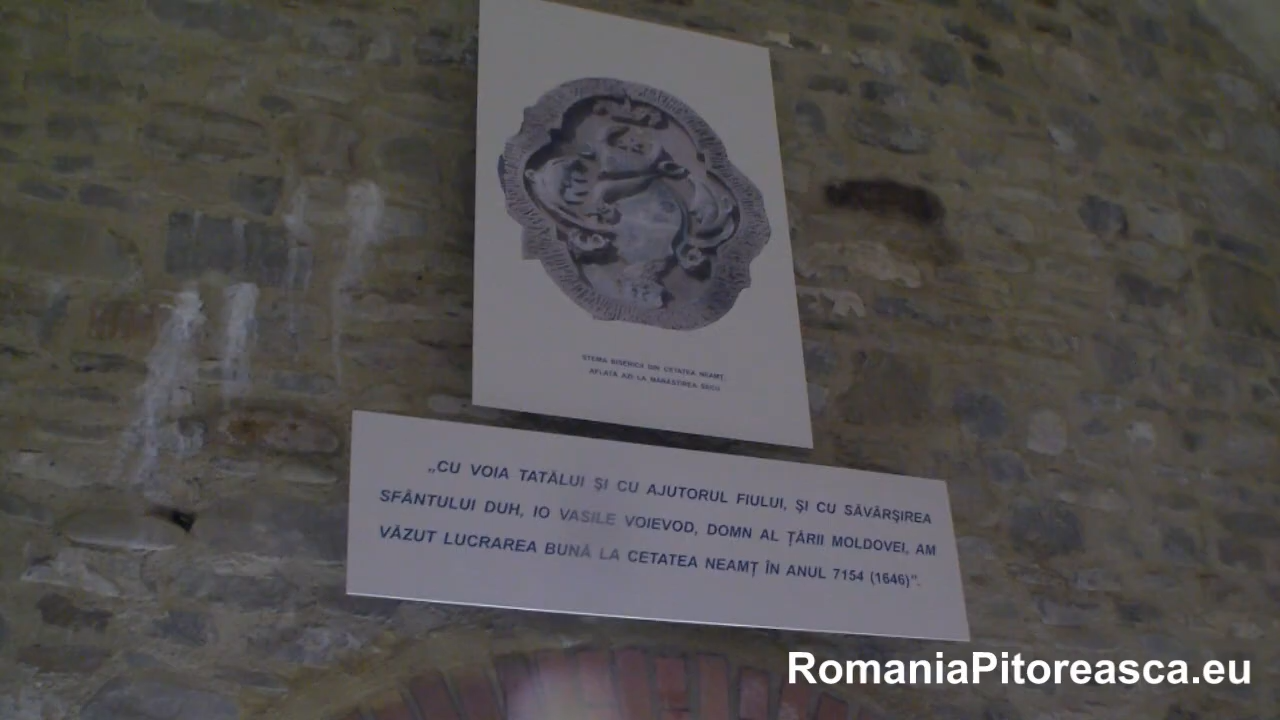 STEMA BISERICII DIN CETATEA NEAMȚ,
AFLATĂ AZI LA MĂNĂSTIREA SECU
„CU VOIA TATĂLUI ȘI CU AJUTORUL FIULUI, ȘI CU SĂVÂRȘIREA
SFÂNTULUI DUH, IO VASILE VOIEVOD, DOMN AL ȚĂRII MOLDOVEI, AM
VĂZUT LUCRAREA BUNĂ LA CETATEA NEAMȚ ÎN ANUL 7154 (1646)”.
RomaniaPitoreasca.eu